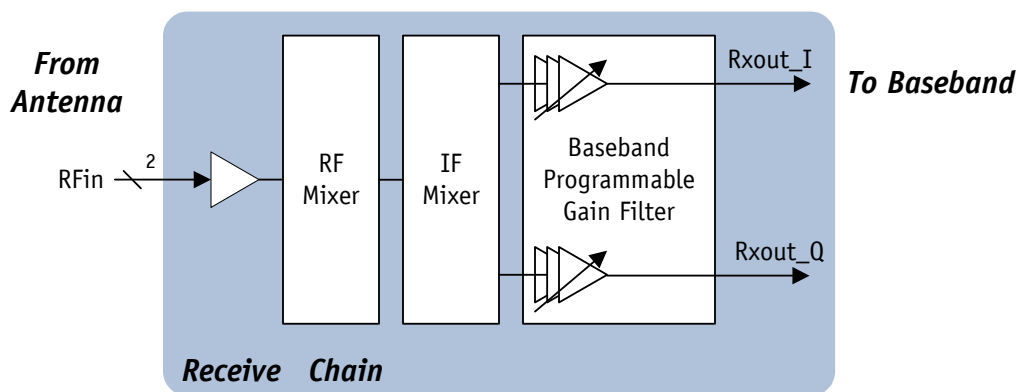 From
Antenna
RFin
2
RF
Mixer
IF
Mixer
Baseband
Programmable
Gain Filter
Rxout_I
Rxout_Q
To Baseband
Receive Chain